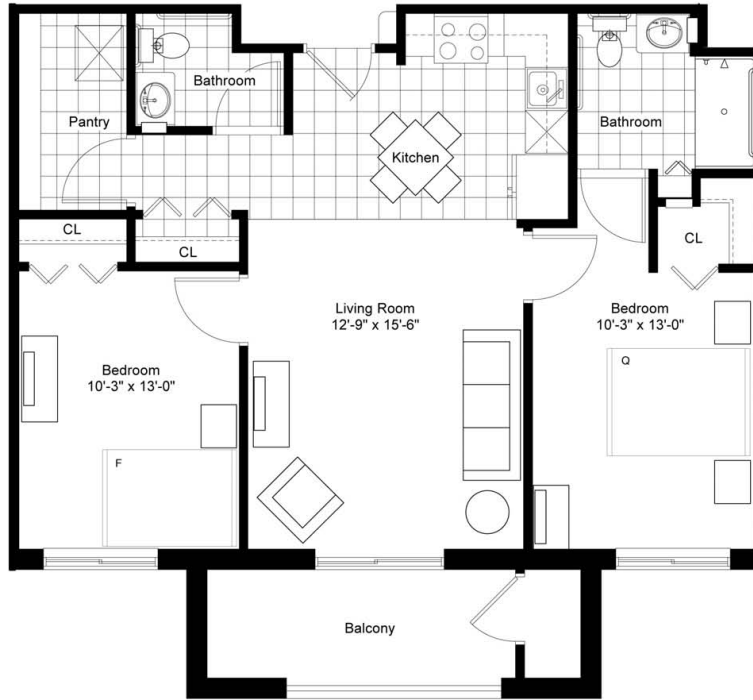 Bathroom
Pantry
Kitchen
Bathroom
CL
CL
CL
Living Room
12'-9" x 15'-6"
Bedroom
10'-3" x 13'-0"
Bedroom
10'-3" x 13'-0"
Q
F
Balcony